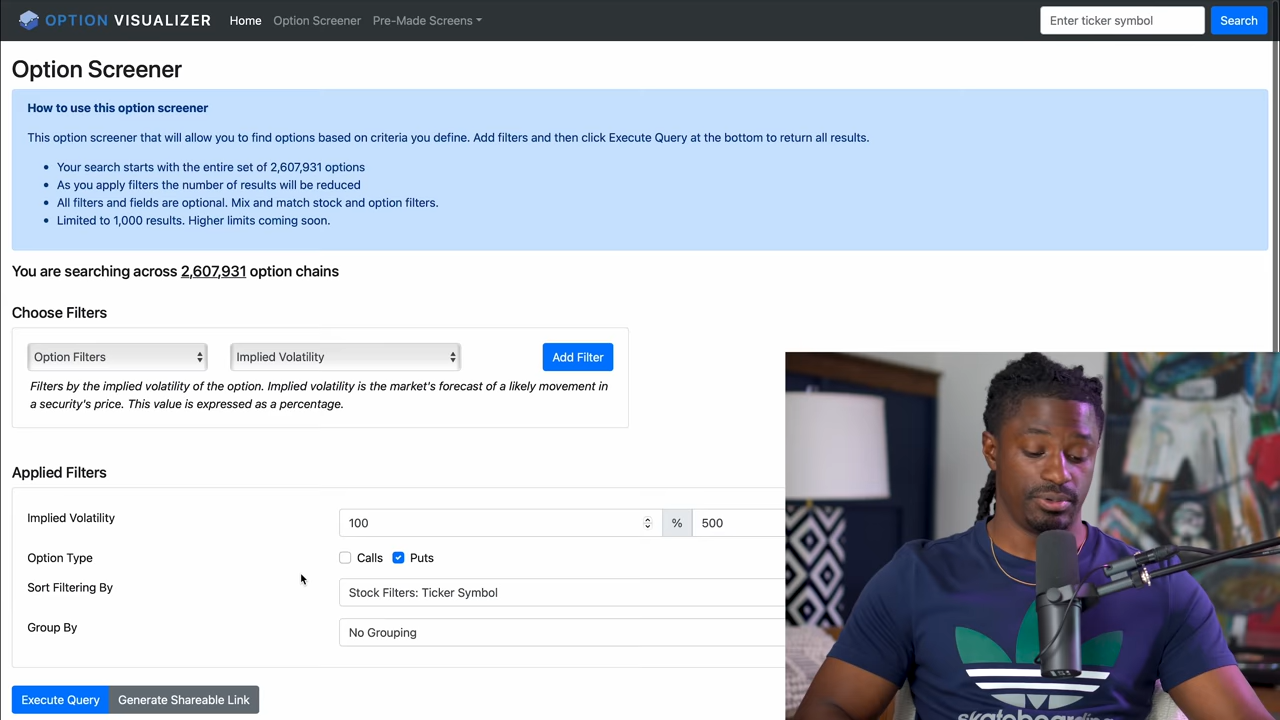 OPTION VISUALIZER Home Option Screener Pre-Made Screens Enter ticker symbol Search
Option Screener
How to use this option screener
This option screener that will allow you to find options based on criteria you define. Add filters and then click Execute Query at the bottom to return all results.
Your search starts with the entire set of 2,607,931 options
As you apply filters the number of results will be reduced
All filters and fields are optional. Mix and match stock and option filters.
Limited to 1,000 results. Higher limits coming soon.
You are searching across 2,607,931 option chains
Choose Filters
Option Filters Implied Volatility Add Filter
Filters by the implied volatility of the option. Implied volatility is the market's forecast of a likely movement in
a security's price. This value is expressed as a percentage.
Applied Filters
Implied Volatility 100 % 500
Option Type Calls Puts
Sort Filtering By Stock Filters: Ticker Symbol
Group By No Grouping
Execute Query Generate Shareable Link
skateboarding